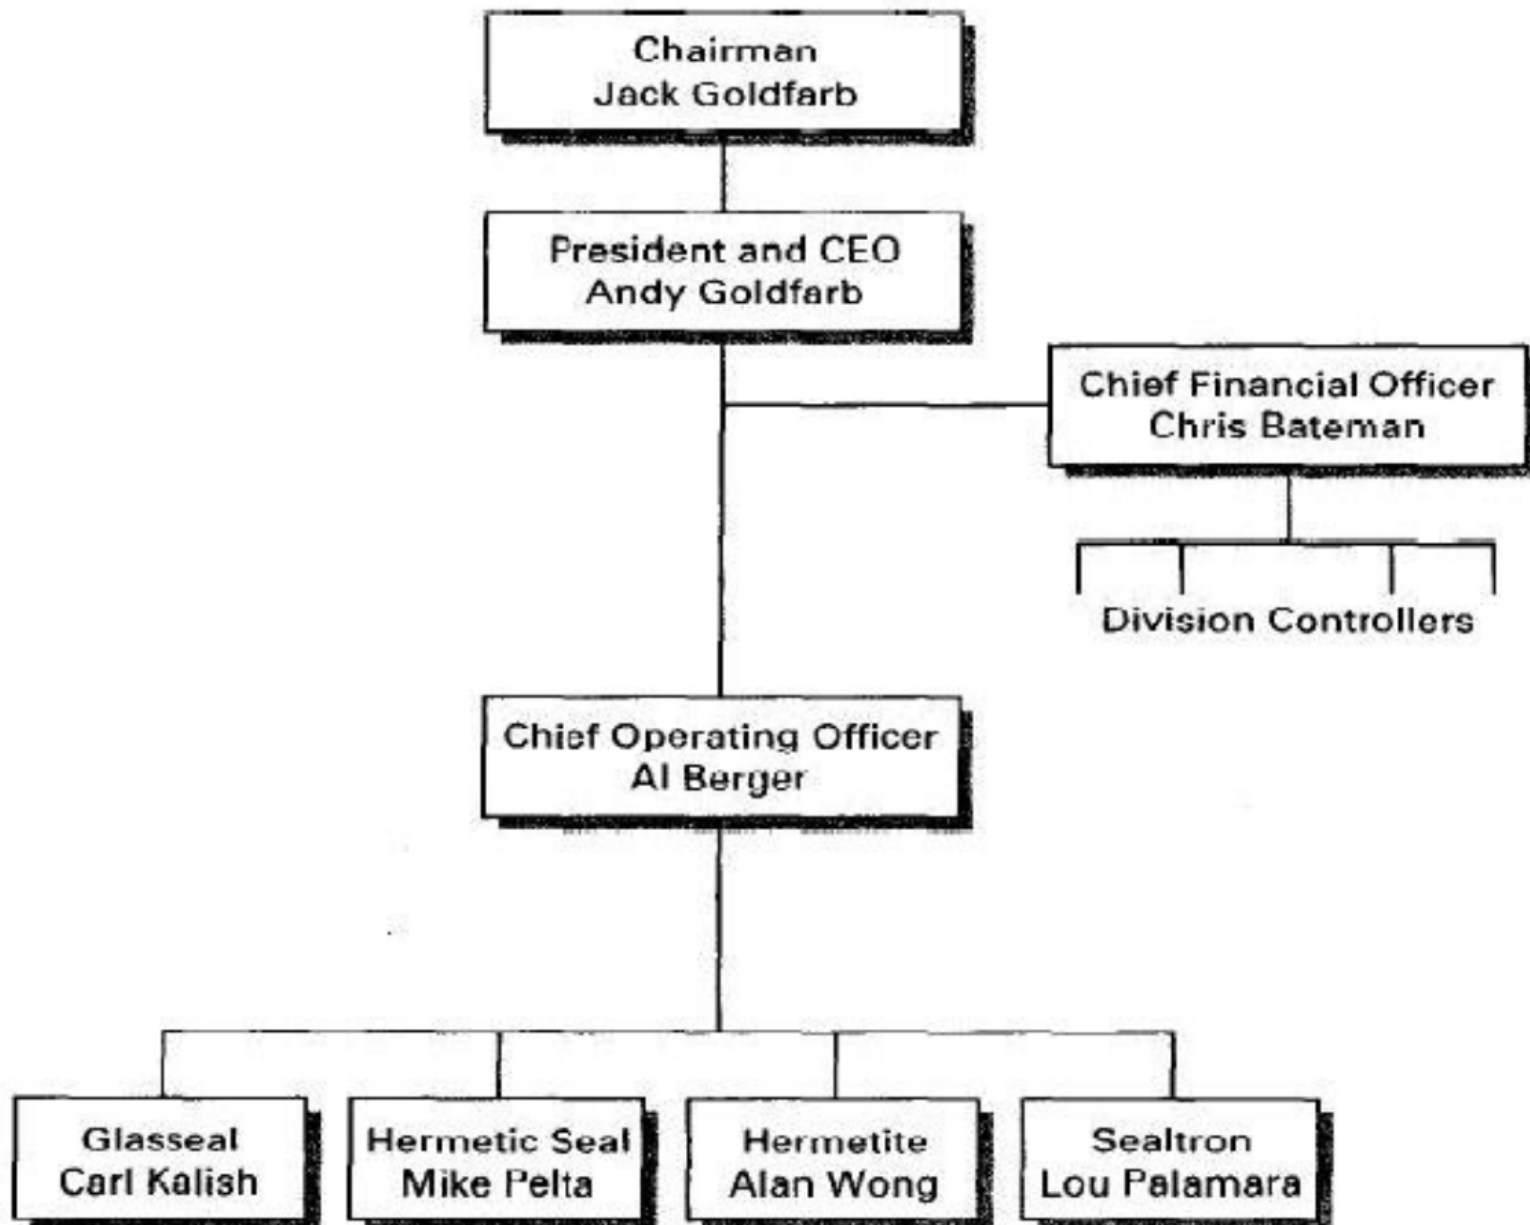 Chairman
Jack Goldfarb
President and CEO
Andy Goldfarb
Chief Financial Officer
Chris Bateman
Division Controllers
Chief Operating Officer
Al Berger
Glasseal
Carl Kalish
Hermetic Seal
Mike Pelta
Hermetite
Alan Wong
Sealtron
Lou Palamara